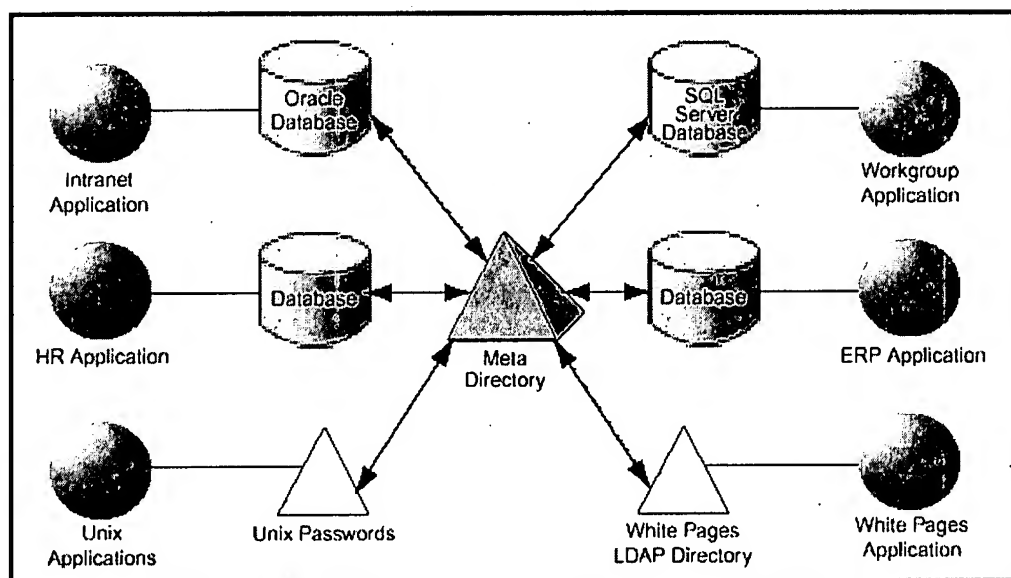 Oracle
Database
SQL
Server
Database
Intranet
Application
Workgroup
Application
Database
Database
HR Application
Meta
Directory
ERP Application
Unix
Applications
Unix Passwords
White Pages
LDAP Directory
White Pages
Application